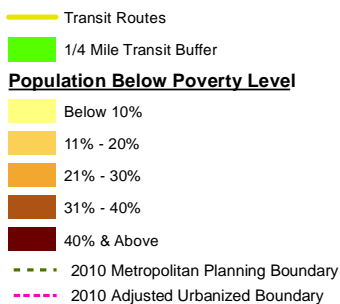 Transit Routes
1/4 Mile Transit Buffer
Population Below Poverty Level
Below 10%
11% - 20%
21% - 30%
31% - 40%
40% & Above
2010 Metropolitan Planning Boundary
2010 Adjusted Urbanized Boundary